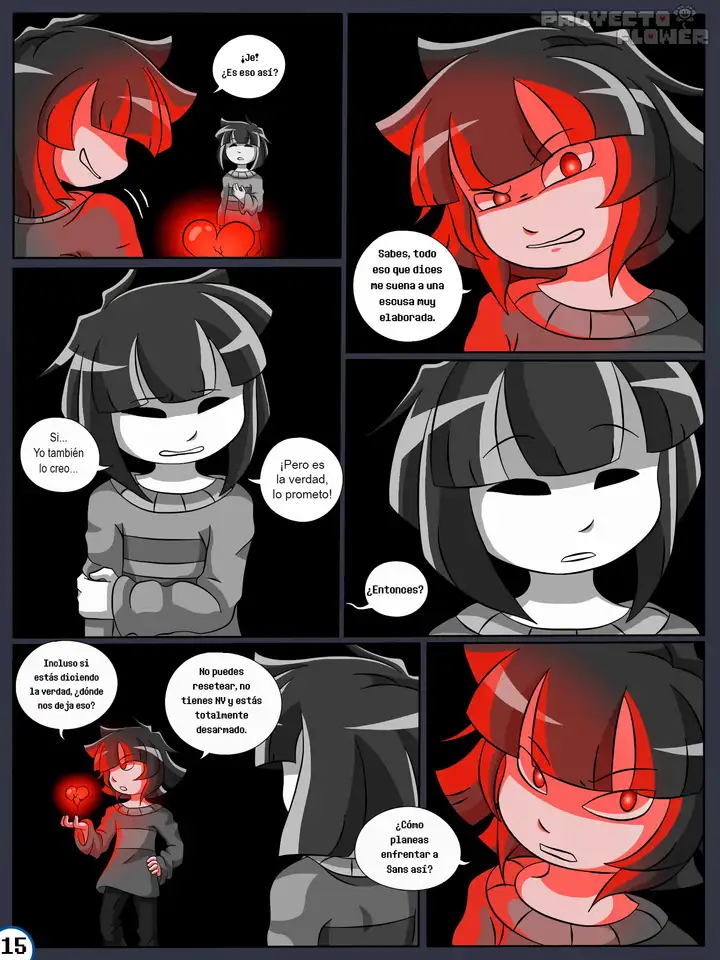 PROYECTO
FLOWER
¡Je!
¿Es eso así?
Sabes, todo
eso que dices
me suena a una
escusa muy
elaborada.
Si...
Yo también
lo creo...
¡Pero es
la verdad,
lo prometo!
¿Entonces?
Incluso si
estás diciendo
la verdad, ¿dónde
nos deja eso?
No puedes
resetear, no
tienes NV y estás
totalmente
desarmado.
¿Cómo
planeas
enfrentar a
Sans así?
15